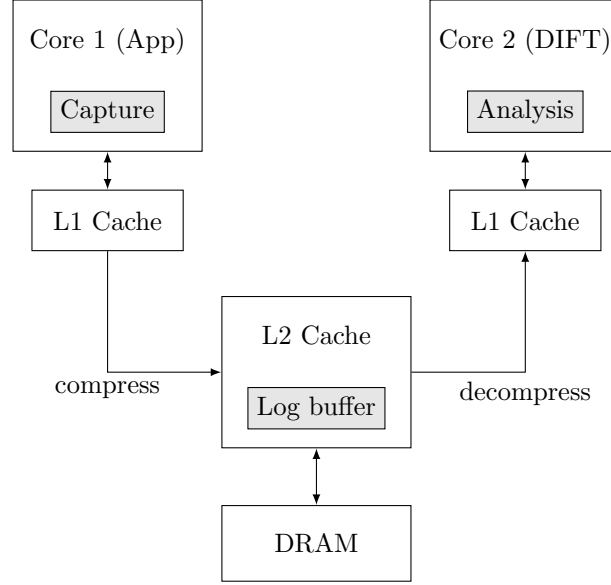 Core 1 (App)
Capture
Core 2 (DIFT)
Analysis
L1 Cache
L1 Cache
L2 Cache
Log buffer
compress
decompress
DRAM